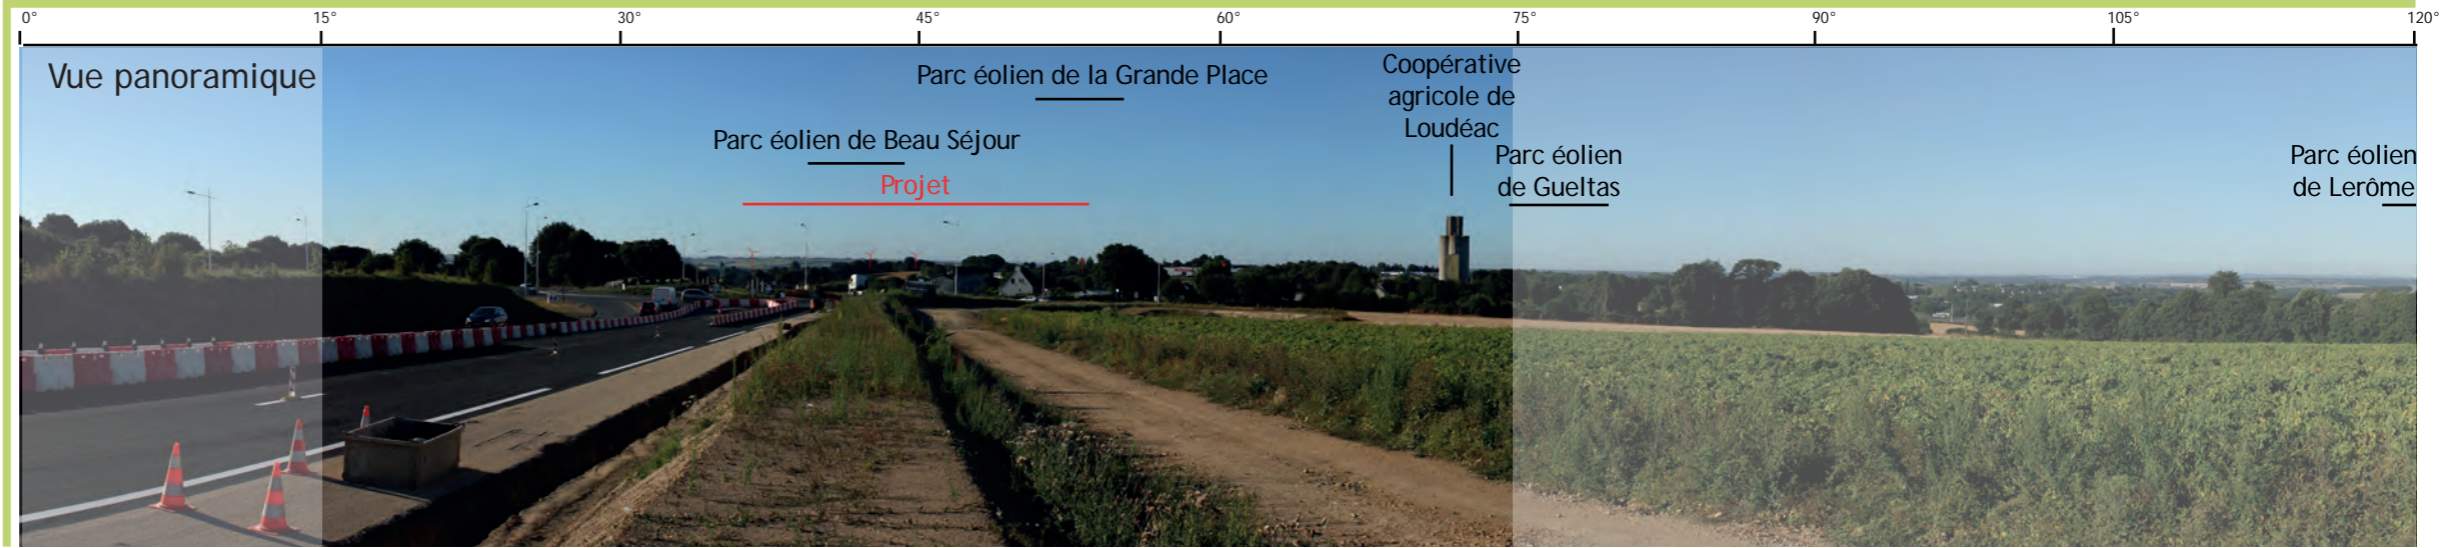 0° 15° 30° 45° 60° 75° 90° 105° 120°
Vue panoramique
Parc éolien de la Grande Place
Parc éolien de Beau Séjour
Projet
Coopérative
agricole de
Loudéac
Parc éolien
de Gueltas
Parc éolien
de Lerôme